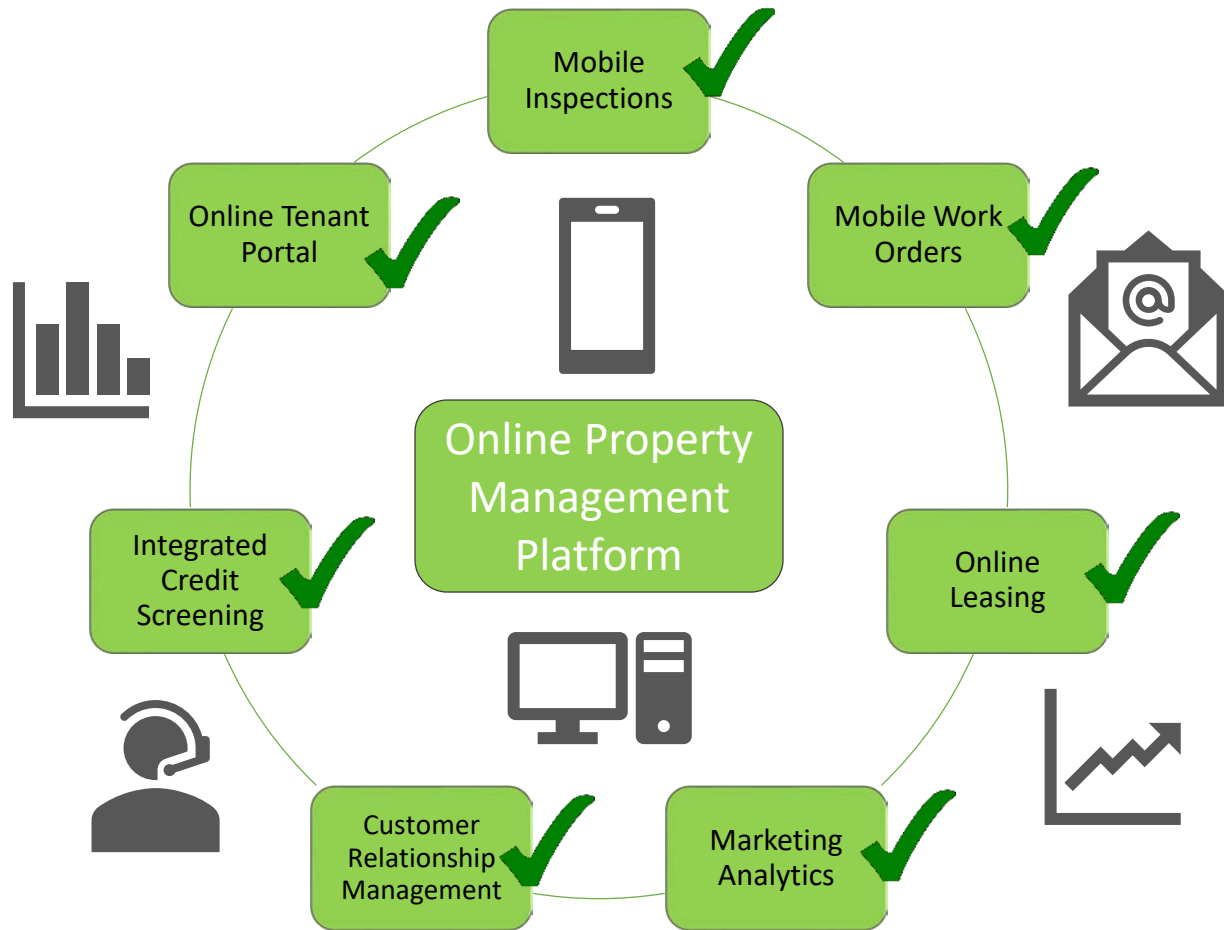 Mobile
Inspections
Online Tenant
Portal
Mobile Work
Orders
@
Online Property
Management
Platform
Integrated
Credit
Screening
Online
Leasing
Customer
Relationship
Management
Marketing
Analytics